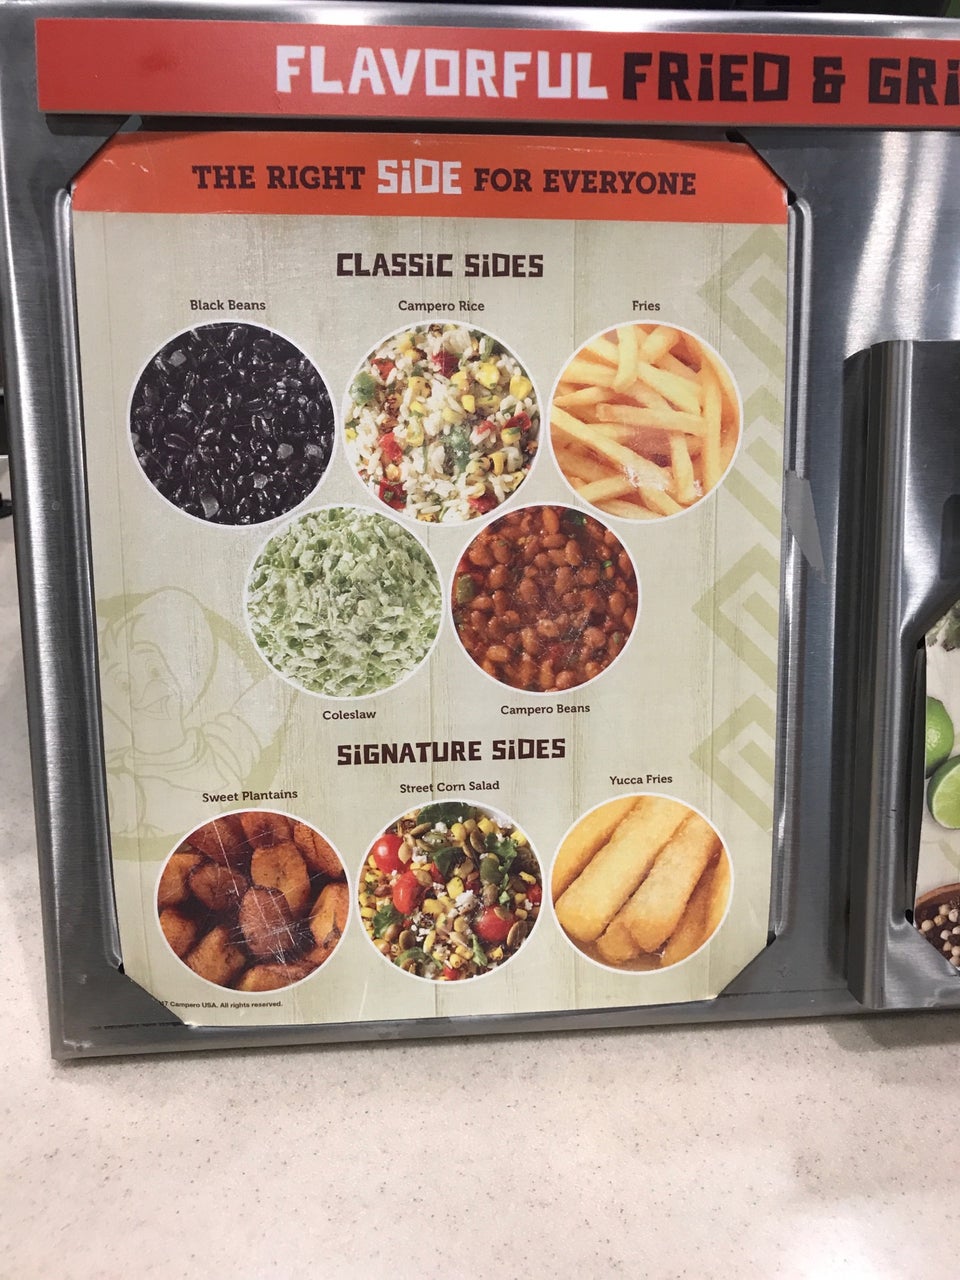 FLAVORFUL FRiED & GRi
THE RIGHT SiDE FOR EVERYONE
CLASSiC SiDES
Black Beans
Campero Rice
Fries
Coleslaw
Campero Beans
SiGNATURE SiDES
Sweet Plantains
Street Corn Salad
Yucca Fries
17 Campero USA. All rights reserved.